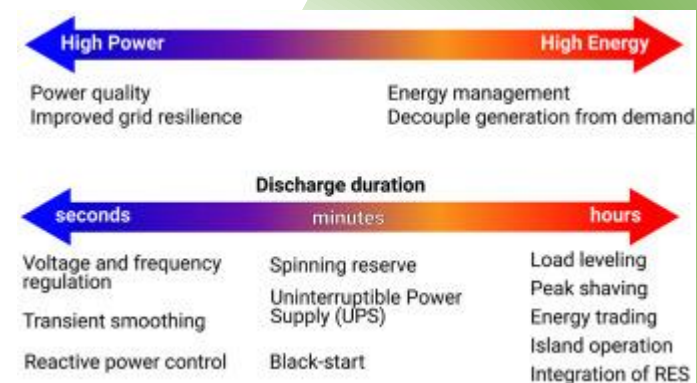 High Power High Energy
Power quality
Improved grid resilience
Energy management
Decouple generation from demand
Discharge duration
seconds minutes hours
Voltage and frequency
regulation
Transient smoothing
Reactive power control
Spinning reserve
Uninterruptible Power
Supply (UPS)
Black-start
Load leveling
Peak shaving
Energy trading
Island operation
Integration of RES